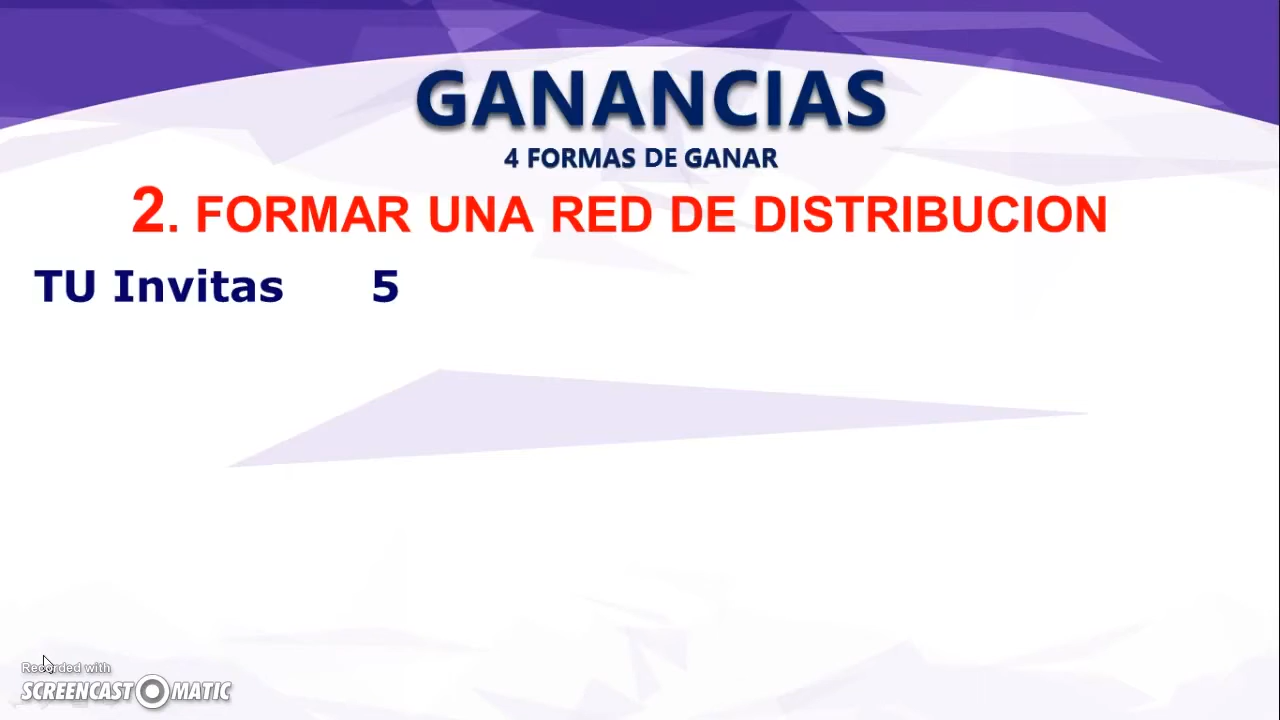 GANANCIAS
4 FORMAS DE GANAR
2. FORMAR UNA RED DE DISTRIBUCION
TU Invitas 5
Recorded with
SCREENCAST-O-MATIC